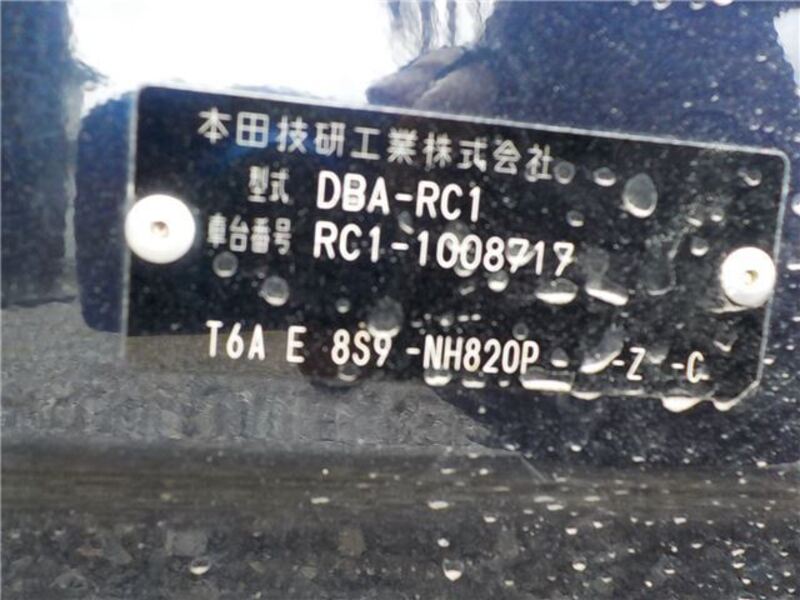 本田技研工業株式会社
型式 DBA-RC1
車台番号 RC1-1008717
T6A E 8S9 -NH820P- -Z -C